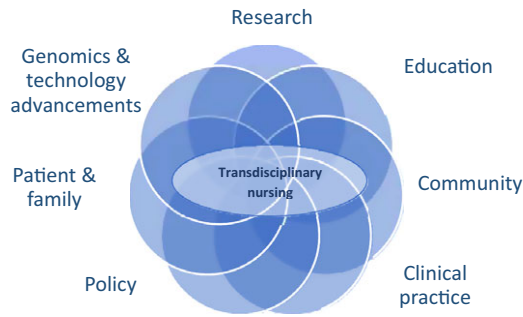 Research
Genomics &
technology
advancements
Education
Patient &
family
Transdisciplinary
nursing
Community
Policy
Clinical
practice